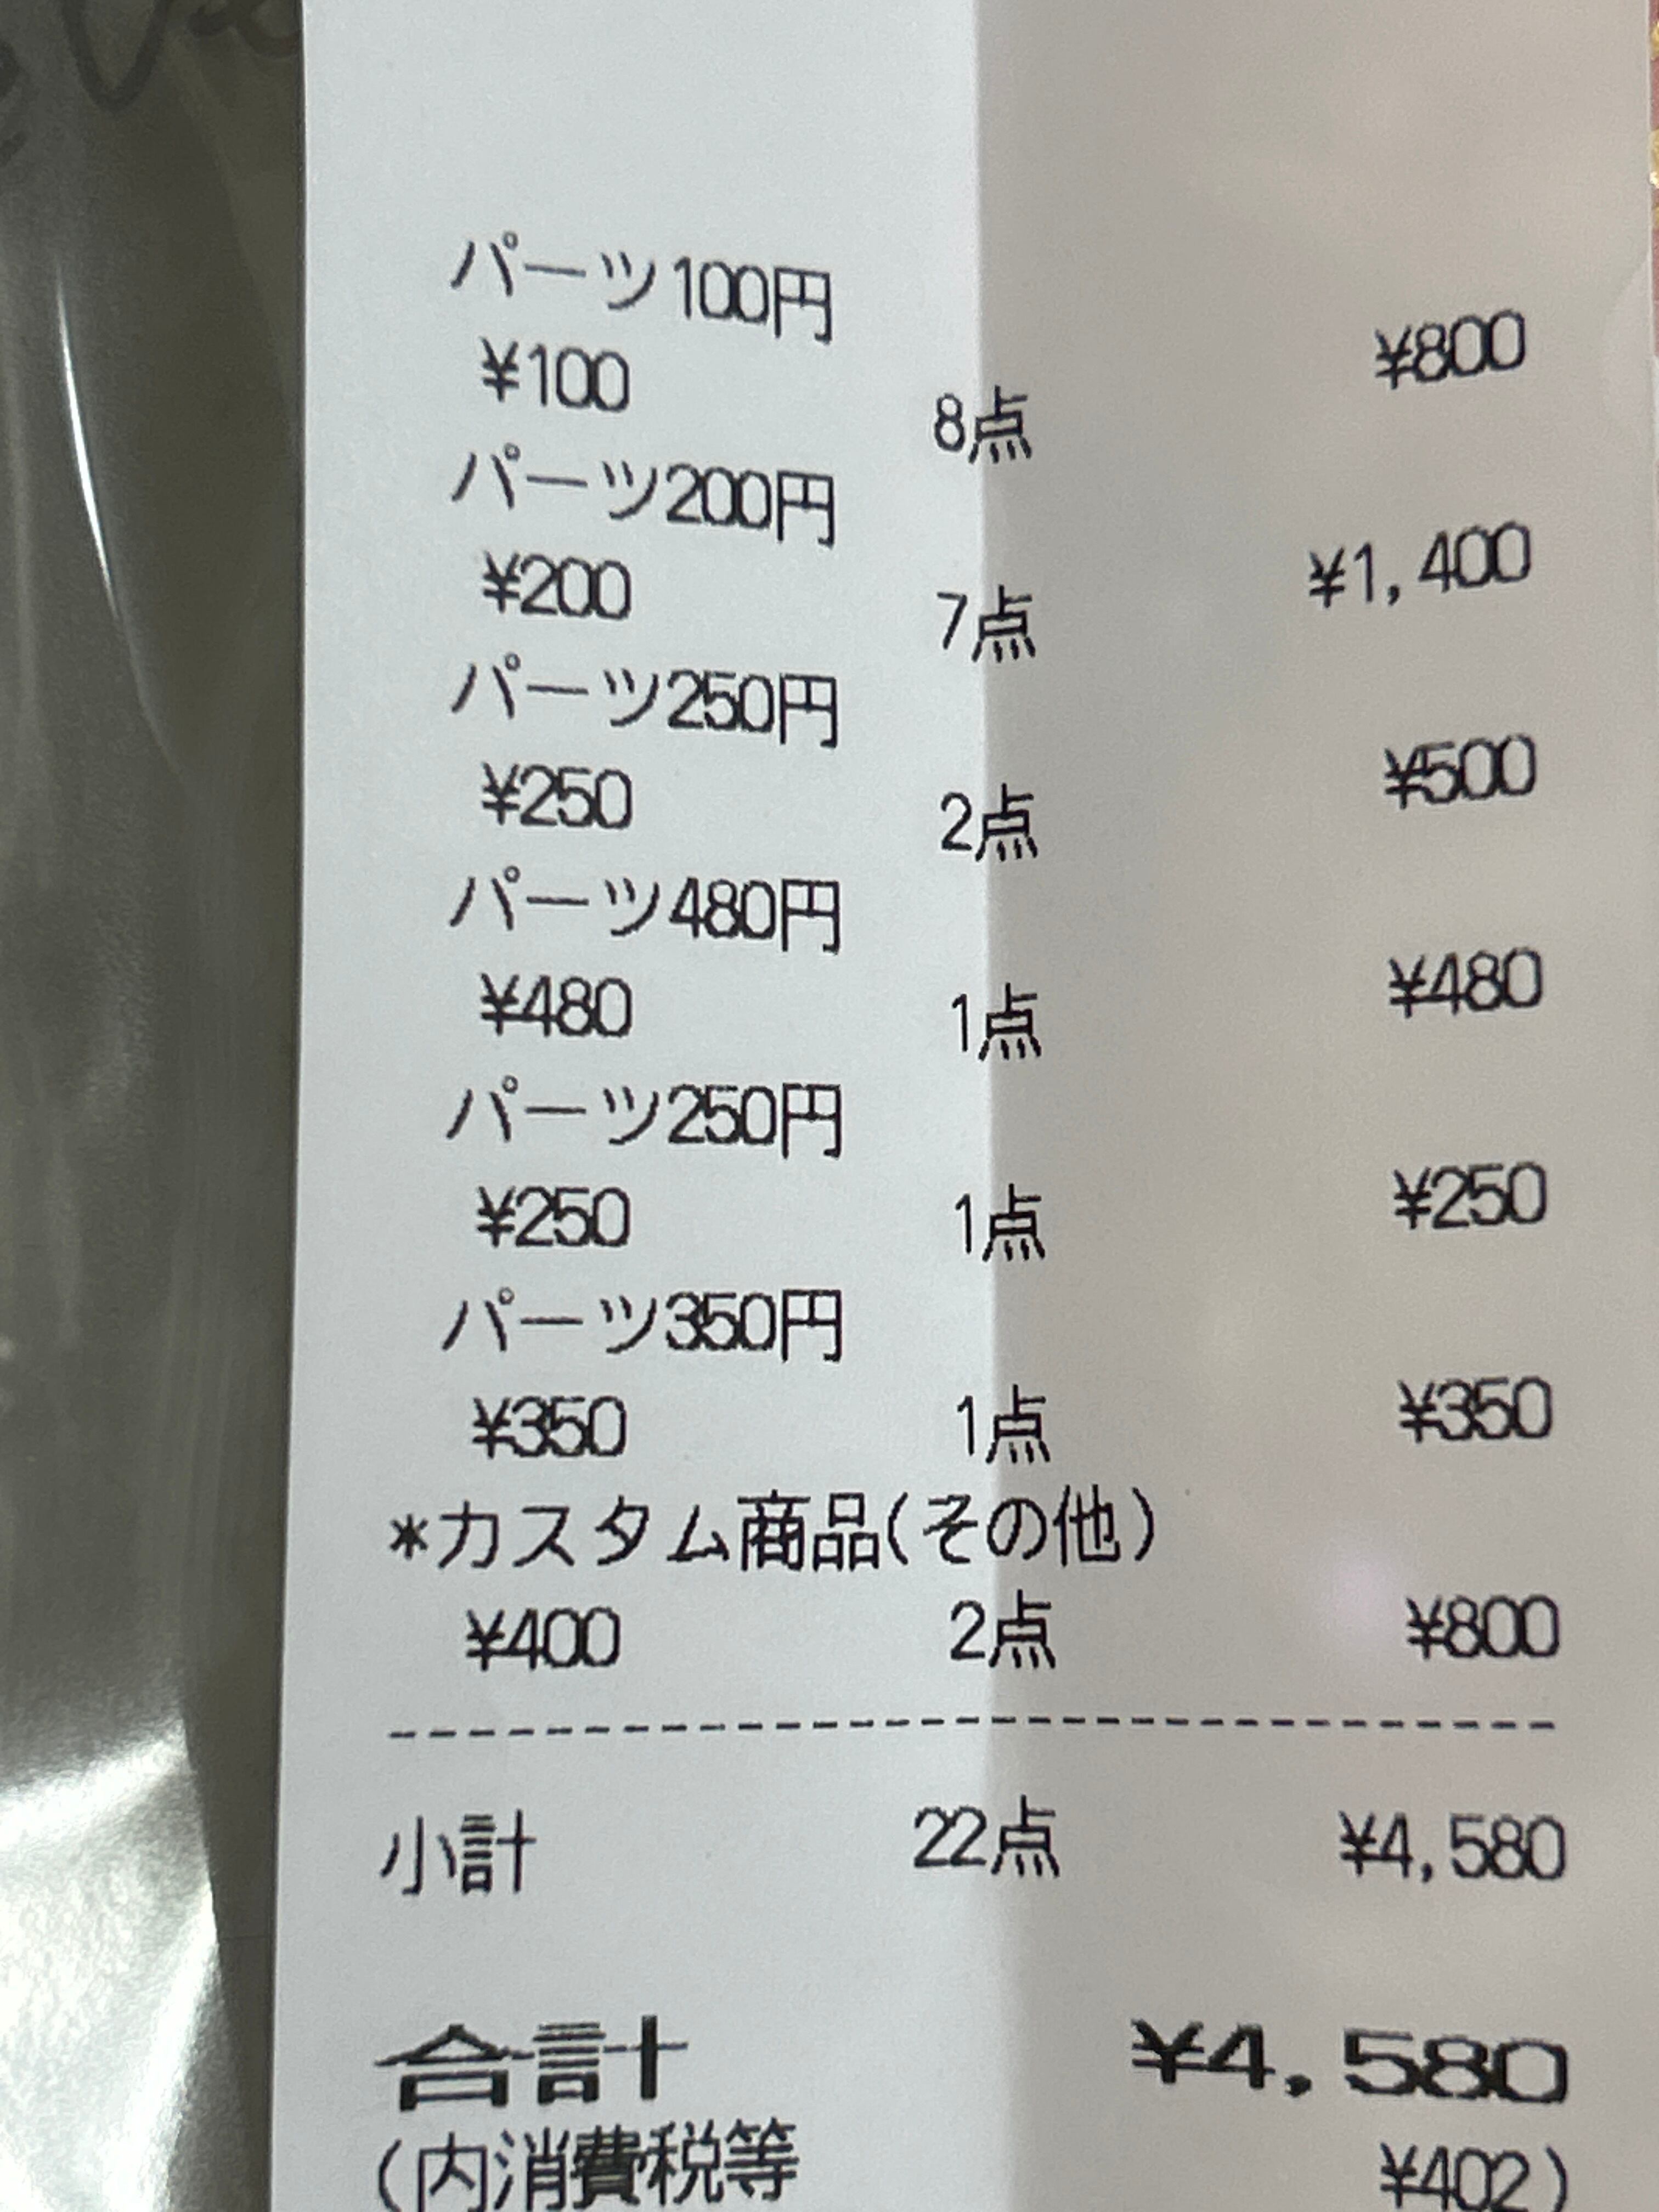 パーツ100円
¥100 8点 ¥800
パーツ200円
¥200 7点 ¥1,400
パーツ250円
¥250 2点 ¥500
パーツ480円
¥480 1点 ¥480
パーツ250円
¥250 1点 ¥250
パーツ350円
¥350 1点 ¥350
*カスタム商品(その他)
¥400 2点 ¥800
小計 22点 ¥4,580
合計 ¥4,580
(内消費税等 ¥402)